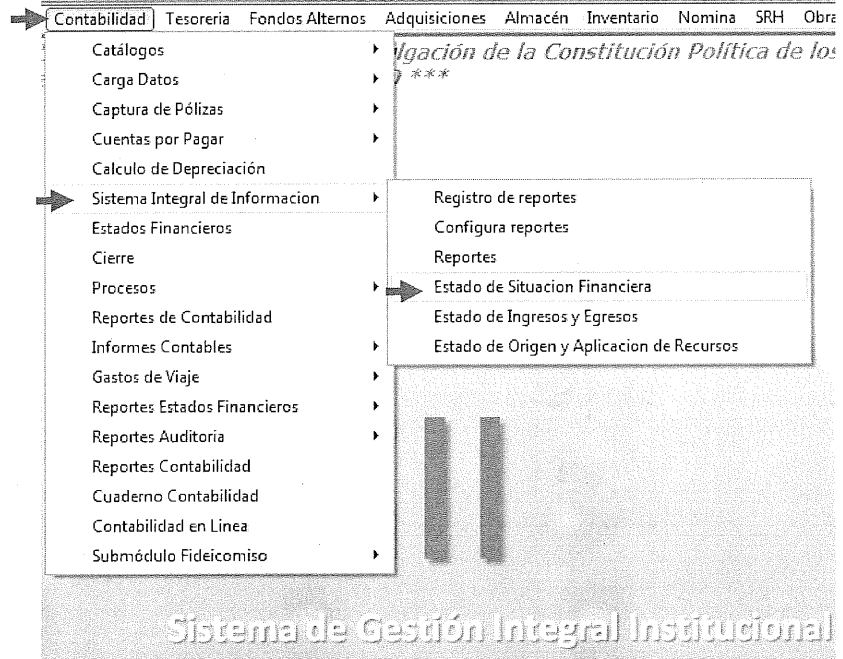 Contabilidad Tesoreria Fondos Alternos Adquisiciones Almacén Inventario Nomina SRH Obra
lgación de la Constitución Política de los
***
Catálogos
Carga Datos
Captura de Pólizas
Cuentas por Pagar
Calculo de Depreciación
Sistema Integral de Informacion
Estados Financieros
Cierre
Procesos
Reportes de Contabilidad
Informes Contables
Gastos de Viaje
Reportes Estados Financieros
Reportes Auditoria
Reportes Contabilidad
Cuaderno Contabilidad
Contabilidad en Linea
Submódulo Fideicomiso
Registro de reportes
Configura reportes
Reportes
Estado de Situacion Financiera
Estado de Ingresos y Egresos
Estado de Origen y Aplicacion de Recursos
Sistema de Gestión Integral Institucional